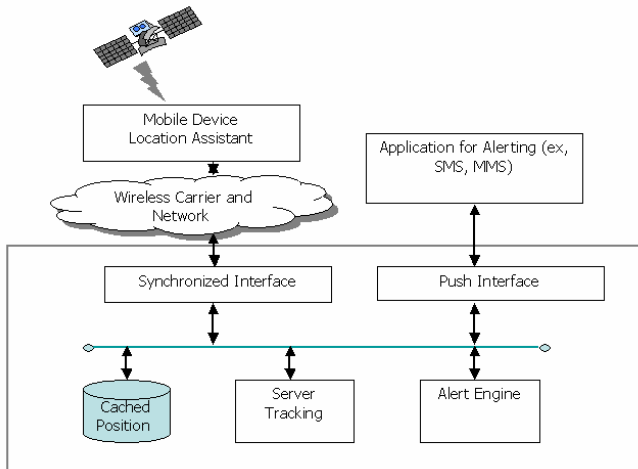 Mobile Device
Location Assistant
Application for Alerting (ex,
SMS, MMS)
Wireless Carrier and
Network
Synchronized Interface
Push Interface
Cached
Position
Server
Tracking
Alert Engine